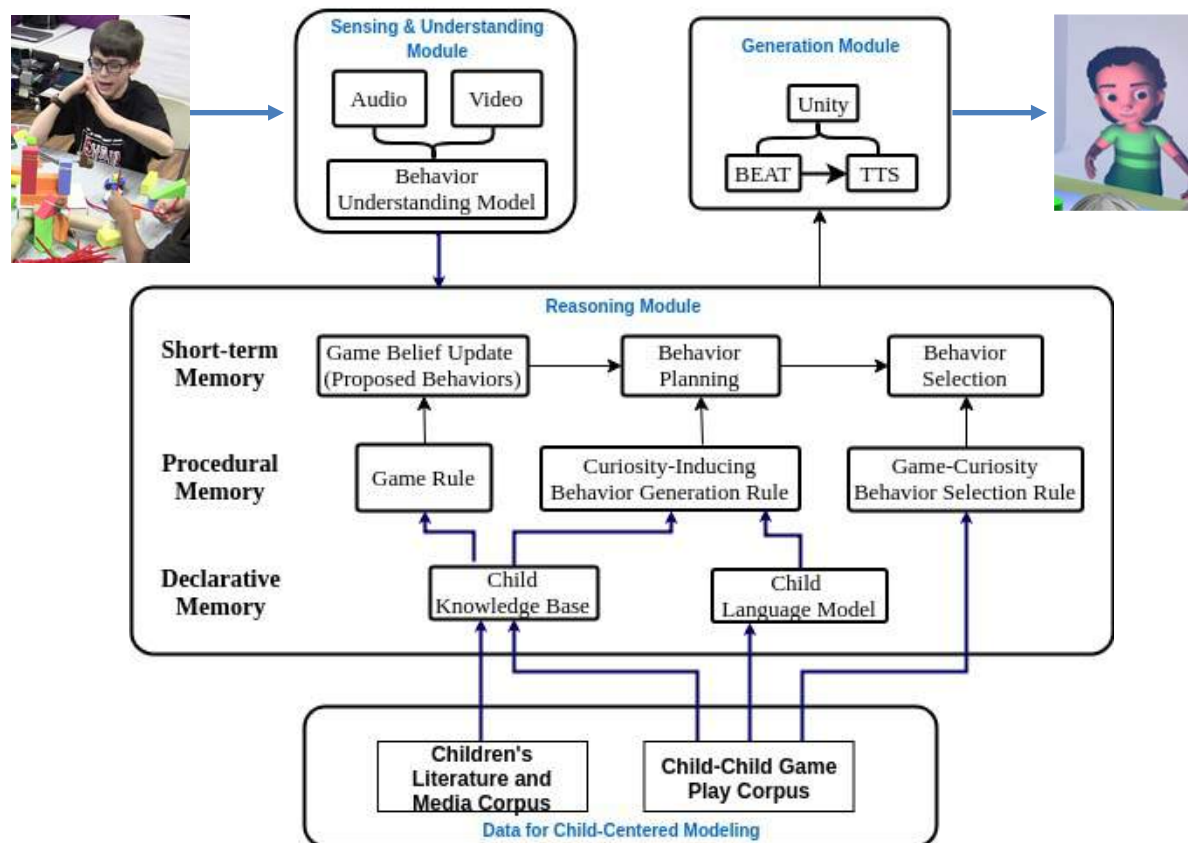 Sensing & Understanding
Module
Audio
Video
Behavior
Understanding Model
Generation Module
Unity
BEAT
TTS
Reasoning Module
Short-term
Memory
Game Belief Update
(Proposed Behaviors)
Behavior
Planning
Behavior
Selection
Procedural
Memory
Game Rule
Curiosity-Inducing
Behavior Generation Rule
Game-Curiosity
Behavior Selection Rule
Declarative
Memory
Child
Knowledge Base
Child
Language Model
Children's
Literature and
Media Corpus
Child-Child Game
Play Corpus
Data for Child-Centered Modeling